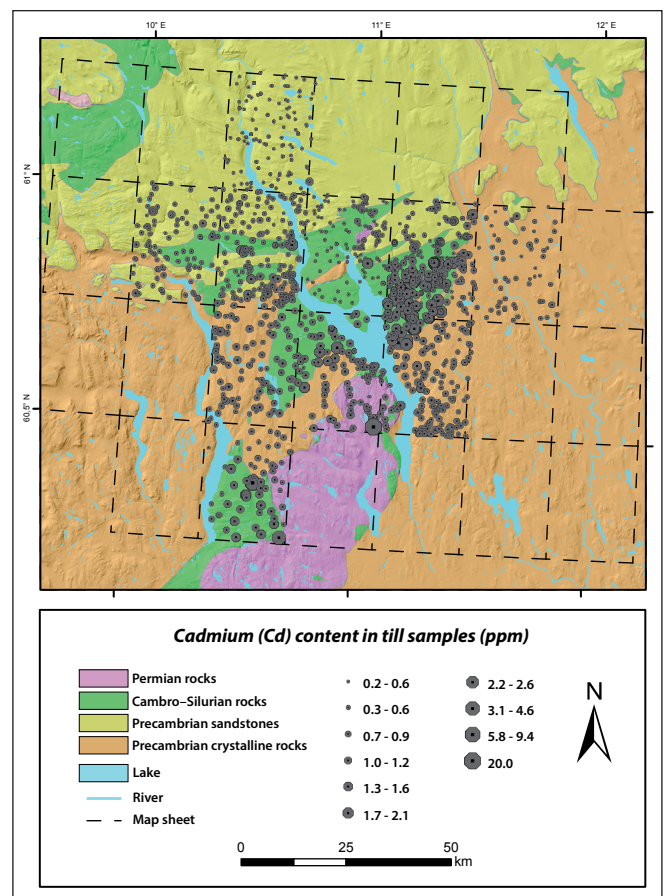 10° E
11° E
12° E
61° N
60.5° N
Cadmium (Cd) content in till samples (ppm)
Permian rocks
Cambro–Silurian rocks
Precambrian sandstones
Precambrian crystalline rocks
Lake
River
Map sheet
0.2 - 0.6
0.3 - 0.6
0.7 - 0.9
1.0 - 1.2
1.3 - 1.6
1.7 - 2.1
2.2 - 2.6
3.1 - 4.6
5.8 - 9.4
20.0
N
0 25 50
km